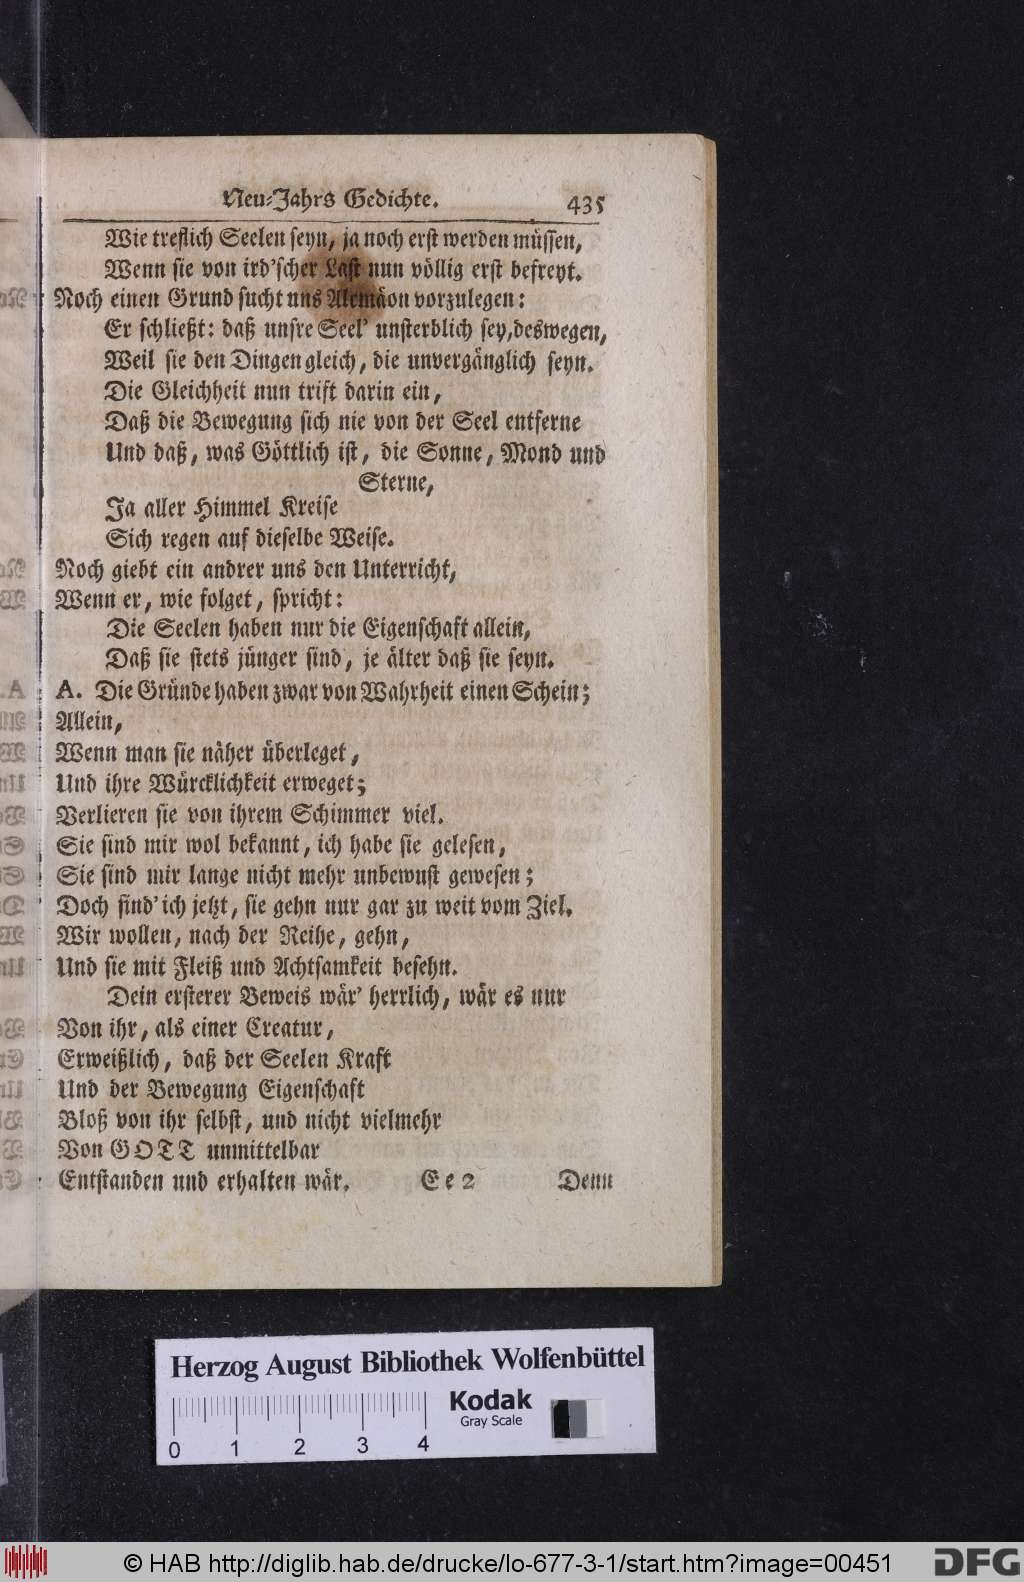 Neu-Jahrs Gedichte. 435
Wie treflich Seelen seyn, ja noch erst werden müssen,
Wenn sie von ird'scher Last nun völlig erst befreyt.
Noch einen Grund sucht uns Alcmäon vorzulegen:
Er schließt: daß unsre Seel' unsterblich sey, deswegen,
Weil sie den Dingen gleich, die unvergänglich seyn.
Die Gleichheit nun trift darin ein,
Daß die Bewegung sich nie von der Seel entferne
Und daß, was Göttlich ist, die Sonne, Mond und
Sterne,
Ja aller Himmel Kreise
Sich regen auf dieselbe Weise.
Noch giebt ein andrer uns den Unterricht,
Wenn er, wie folget, spricht:
Die Seelen haben nur die Eigenschaft allein,
Daß sie stets jünger sind, je älter daß sie seyn.
A. Die Gründe haben zwar von Wahrheit einen Schein;
Allein,
Wenn man sie näher überleget,
Und ihre Würcklichkeit erweget;
Verlieren sie von ihrem Schimmer viel.
Sie sind mir wol bekannt, ich habe sie gelesen,
Sie sind mir lange nicht mehr unbewust gewesen;
Doch find' ich jetzt, sie gehn nur gar zu weit vom Ziel.
Wir wollen, nach der Reihe, gehn,
Und sie mit Fleiß und Achtsamkeit besehn.
Dein ersterer Beweis wär' herrlich, wär es nur
Von ihr, als einer Creatur,
Erweißlich, daß der Seelen Kraft
Und der Bewegung Eigenschaft
Bloß von ihr selbst, und nicht vielmehr
Von GOTT unmittelbar
Entstanden und erhalten wär. Ee 2 Denn
Herzog August Bibliothek Wolfenbüttel
Kodak
Gray Scale
0 1 2 3 4
© HAB http://diglib.hab.de/drucke/lo-677-3-1/start.htm?image=00451
DFG